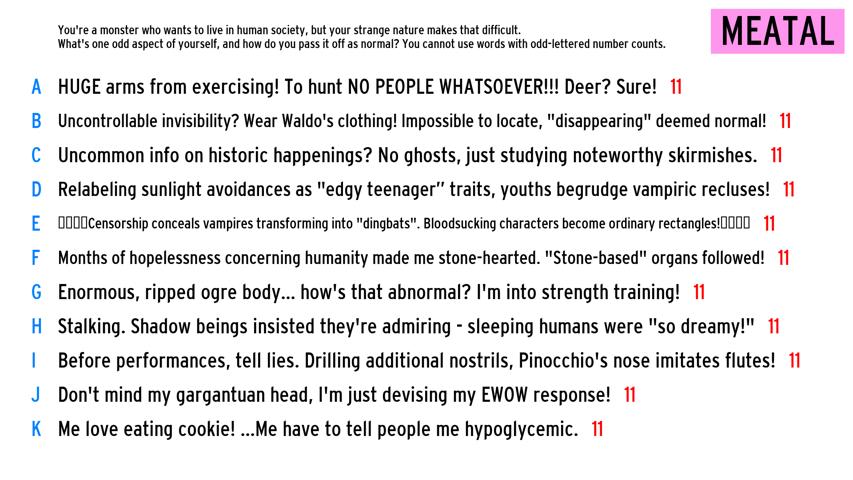 You're a monster who wants to live in human society, but your strange nature makes that difficult.
What's one odd aspect of yourself, and how do you pass it off as normal? You cannot use words with odd-lettered number counts.
MEATAL
A HUGE arms from exercising! To hunt NO PEOPLE WHATSOEVER!!! Deer? Sure! 11
B Uncontrollable invisibility? Wear Waldo's clothing! Impossible to locate, "disappearing" deemed normal! 11
C Uncommon info on historic happenings? No ghosts, just studying noteworthy skirmishes. 11
D Relabeling sunlight avoidances as "edgy teenager” traits, youths begrudge vampiric recluses! 11
E ▯▯▯▯Censorship conceals vampires transforming into "dingbats". Bloodsucking characters become ordinary rectangles!▯▯▯▯ 11
F Months of hopelessness concerning humanity made me stone-hearted. "Stone-based" organs followed! 11
G Enormous, ripped ogre body... how's that abnormal? I'm into strength training! 11
H Stalking. Shadow beings insisted they're admiring - sleeping humans were "so dreamy!" 11
I Before performances, tell lies. Drilling additional nostrils, Pinocchio's nose imitates flutes! 11
J Don't mind my gargantuan head, I'm just devising my EWOW response! 11
K Me love eating cookie! ...Me have to tell people me hypoglycemic. 11